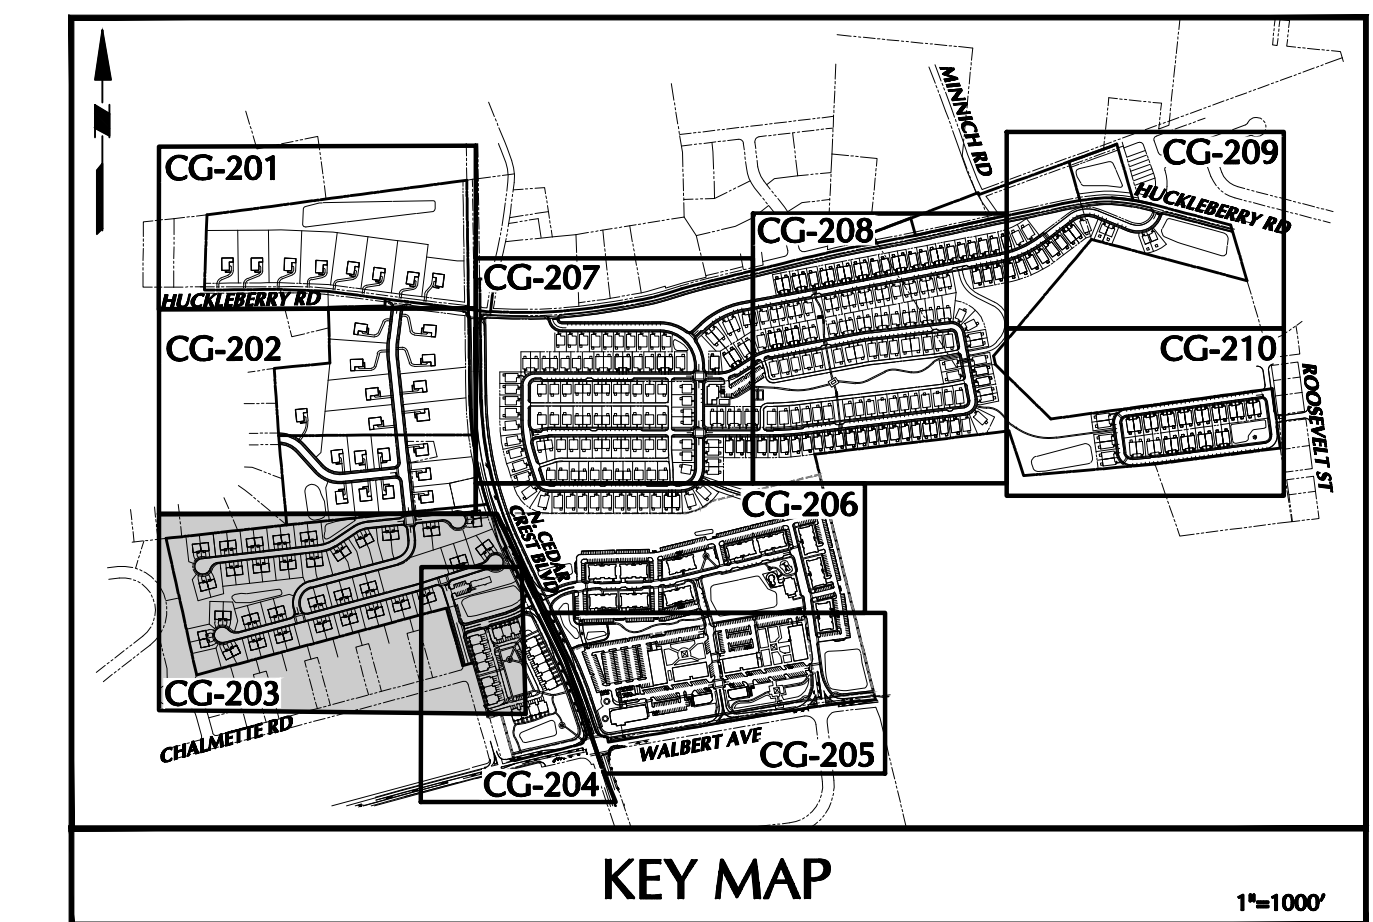 MINNICH RD
CG-201
CG-209
HUCKLEBERRY RD
CG-208
CG-207
HUCKLEBERRY RD
CG-202
CG-210
ROOSEVELT ST
CG-206
N. CEDAR
CREST BLVD
CG-203
CHALMETTE RD
WALBERT AVE
CG-205
CG-204
KEY MAP
1"=1000'